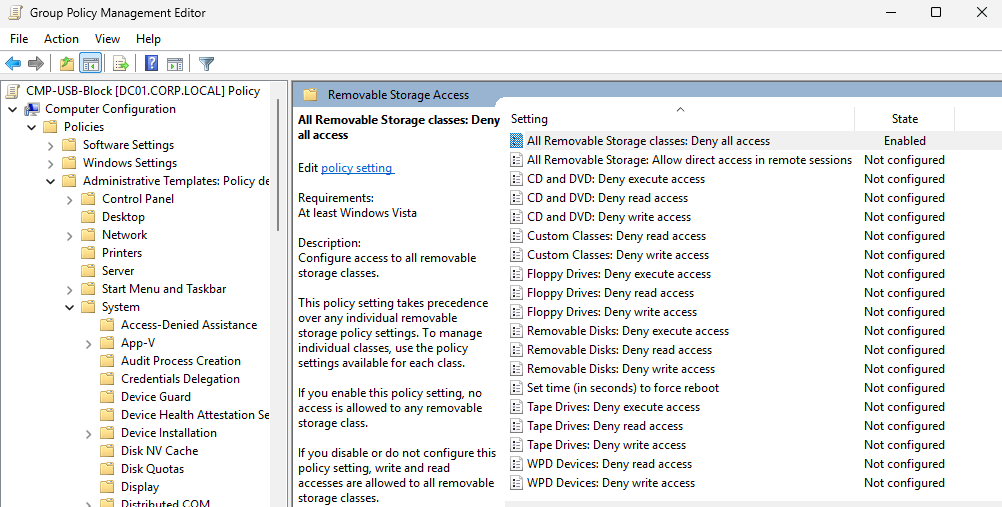 Group Policy Management Editor
File Action View Help
CMP-USB-Block [DC01.CORP.LOCAL] Policy
Computer Configuration
Policies
Software Settings
Windows Settings
Administrative Templates: Policy de
Control Panel
Desktop
Network
Printers
Server
Start Menu and Taskbar
System
Access-Denied Assistance
App-V
Audit Process Creation
Credentials Delegation
Device Guard
Device Health Attestation Se
Device Installation
Disk NV Cache
Disk Quotas
Display
Distributed COM
Removable Storage Access
All Removable Storage classes: Deny
all access
Edit policy setting
Requirements:
At least Windows Vista
Description:
Configure access to all removable
storage classes.
This policy setting takes precedence
over any individual removable
storage policy settings. To manage
individual classes, use the policy
settings available for each class.
If you enable this policy setting, no
access is allowed to any removable
storage class.
If you disable or do not configure this
policy setting, write and read
accesses are allowed to all removable
storage classes.
Setting State
All Removable Storage classes: Deny all access Enabled
All Removable Storage: Allow direct access in remote sessions Not configured
CD and DVD: Deny execute access Not configured
CD and DVD: Deny read access Not configured
CD and DVD: Deny write access Not configured
Custom Classes: Deny read access Not configured
Custom Classes: Deny write access Not configured
Floppy Drives: Deny execute access Not configured
Floppy Drives: Deny read access Not configured
Floppy Drives: Deny write access Not configured
Removable Disks: Deny execute access Not configured
Removable Disks: Deny read access Not configured
Removable Disks: Deny write access Not configured
Set time (in seconds) to force reboot Not configured
Tape Drives: Deny execute access Not configured
Tape Drives: Deny read access Not configured
Tape Drives: Deny write access Not configured
WPD Devices: Deny read access Not configured
WPD Devices: Deny write access Not configured